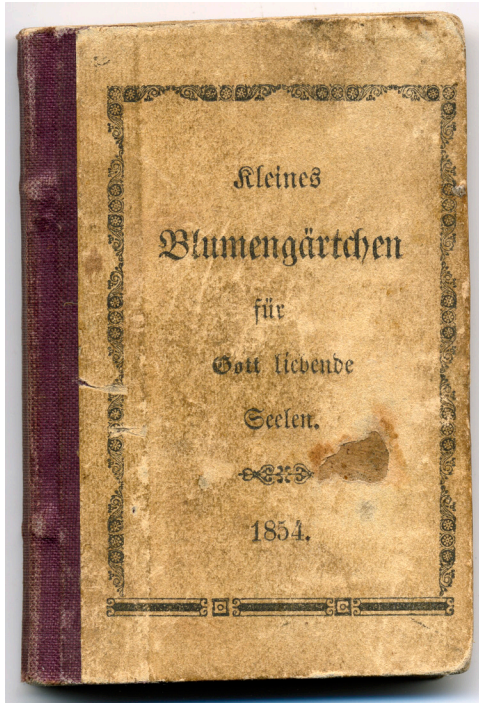 Kleines
Blumengärtchen
für
Gott liebende
Seelen.
1854.